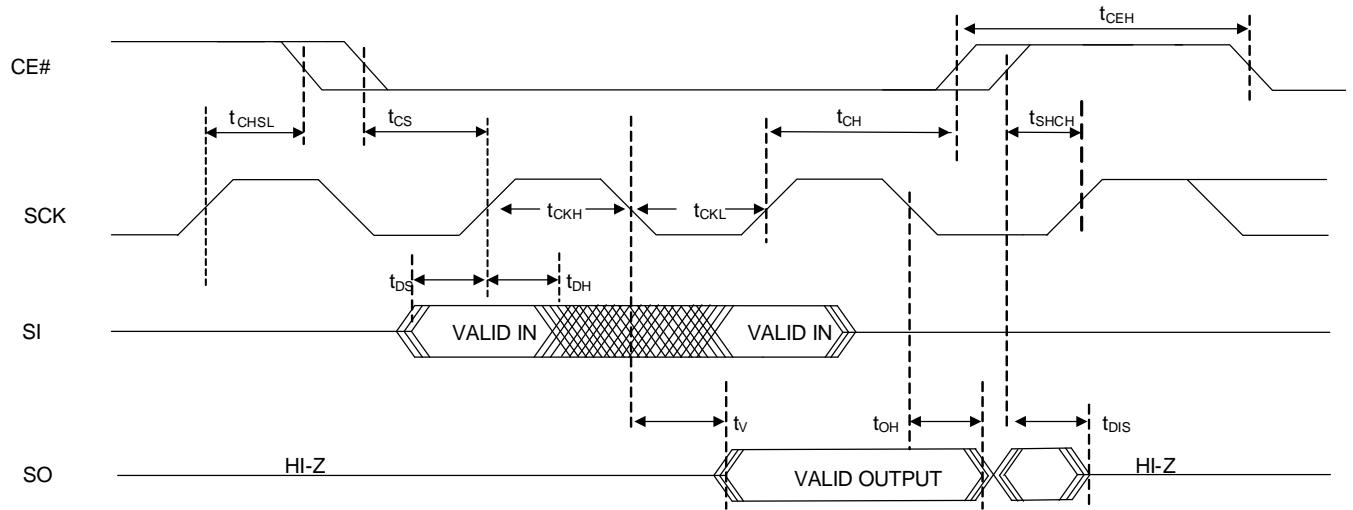 tCEH
CE#
tCHSL
tCS
tCH
tSHCH
SCK
tCKH
tCKL
tDS
tDH
SI
VALID IN
VALID IN
tV
tOH
tDIS
SO
HI-Z
VALID OUTPUT
HI-Z